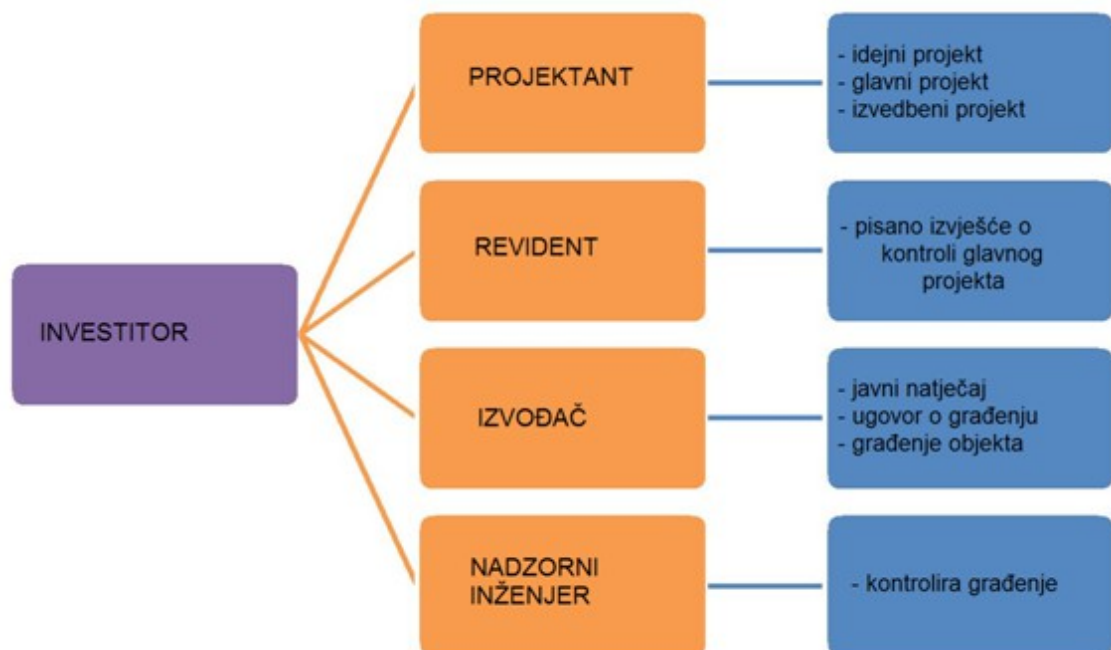 INVESTITOR
PROJEKTANT
- idejni projekt
- glavni projekt
- izvedbeni projekt
REVIDENT
- pisano izvješće o
kontroli glavnog
projekta
IZVOĐAČ
- javni natječaj
- ugovor o građenju
- građenje objekta
NADZORNI
INŽENJER
- kontrolira građenje